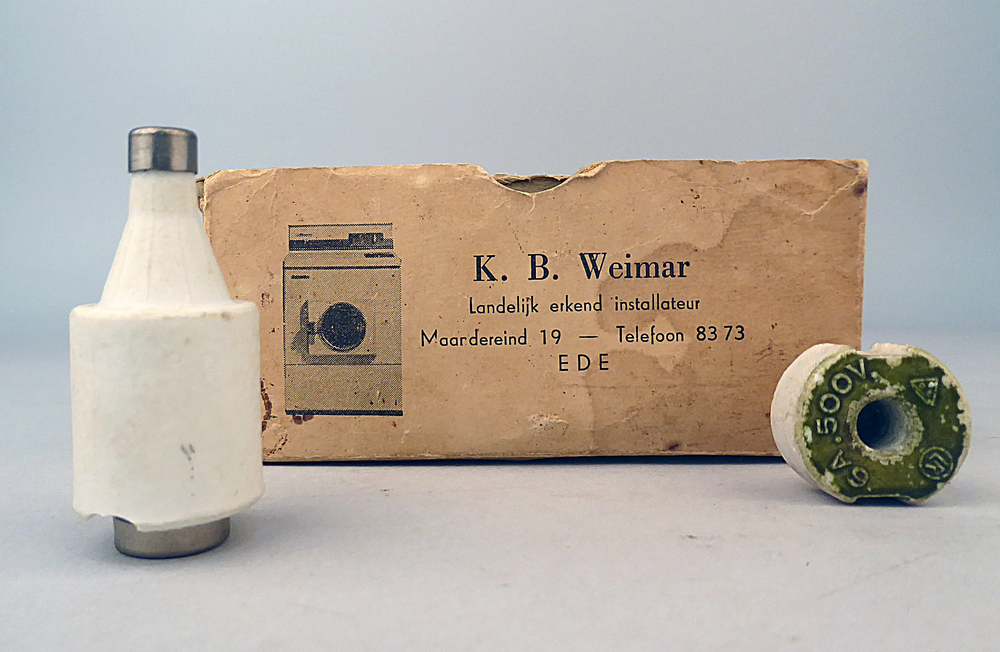 K. B. Weimar
Landelijk erkend installateur
Maardereind 19 — Telefoon 83 73
EDE
6A. 500V.